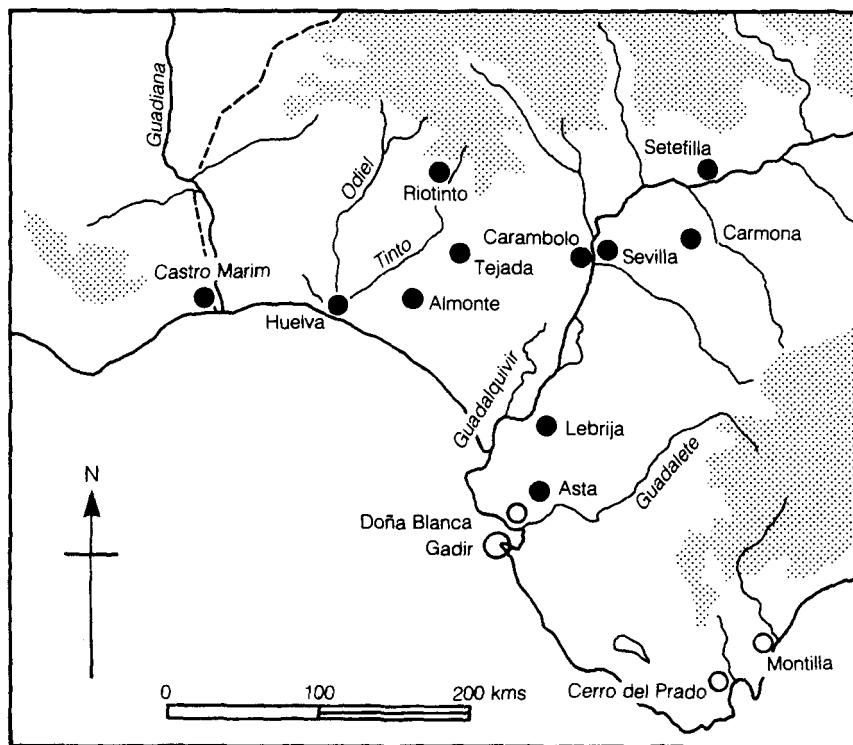 Guadiana
Odiel
Setefilla
Riotinto
Tinto
Carambolo
Sevilla
Carmona
Tejada
Castro Marim
Huelva
Almonte
Guadalquivir
Lebrija
Guadalete
N
Asta
Doña Blanca
Gadir
Montilla
Cerro del Prado
0 100 200 kms